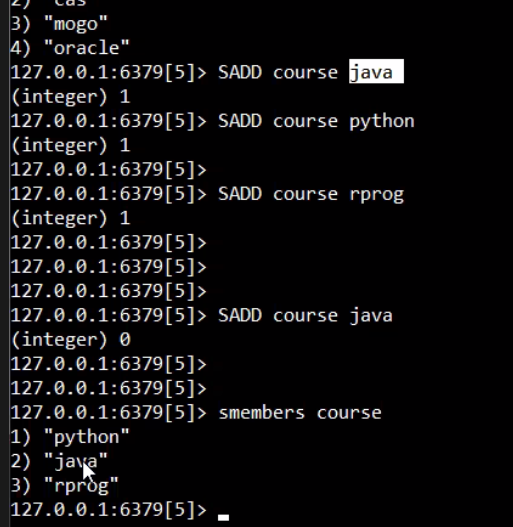 2) "cas"
3) "mogo"
4) "oracle"
127.0.0.1:6379[5]> SADD course java
(integer) 1
127.0.0.1:6379[5]> SADD course python
(integer) 1
127.0.0.1:6379[5]>
127.0.0.1:6379[5]> SADD course rprog
(integer) 1
127.0.0.1:6379[5]>
127.0.0.1:6379[5]>
127.0.0.1:6379[5]>
127.0.0.1:6379[5]> SADD course java
(integer) 0
127.0.0.1:6379[5]>
127.0.0.1:6379[5]>
127.0.0.1:6379[5]> smembers course
1) "python"
2) "java"
3) "rprog"
127.0.0.1:6379[5]>